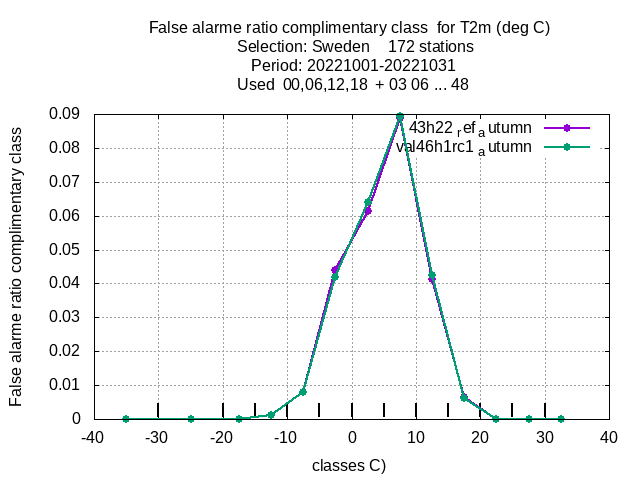 False alarme ratio complimentary class  for T2m (deg C)
Selection: Sweden    172 stations
Period: 20221001-20221031
Used  00,06,12,18  + 03 06 ... 48
False alarme ratio complimentary class
0.09
0.08
0.07
0.06
0.05
0.04
0.03
0.02
0.01
0
43h22 ref autumn
val46h1rc1 autumn
-40 -30 -20 -10 0 10 20 30 40
classes C)